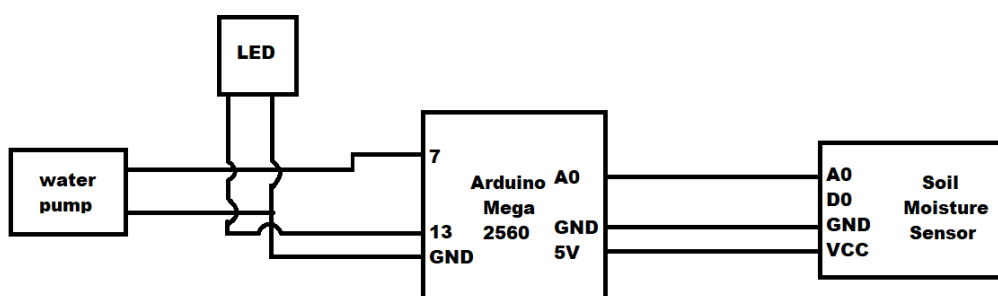 LED
water
pump
7
13
GND
Arduino
Mega
2560
A0
GND
5V
A0
D0
GND
VCC
Soil
Moisture
Sensor